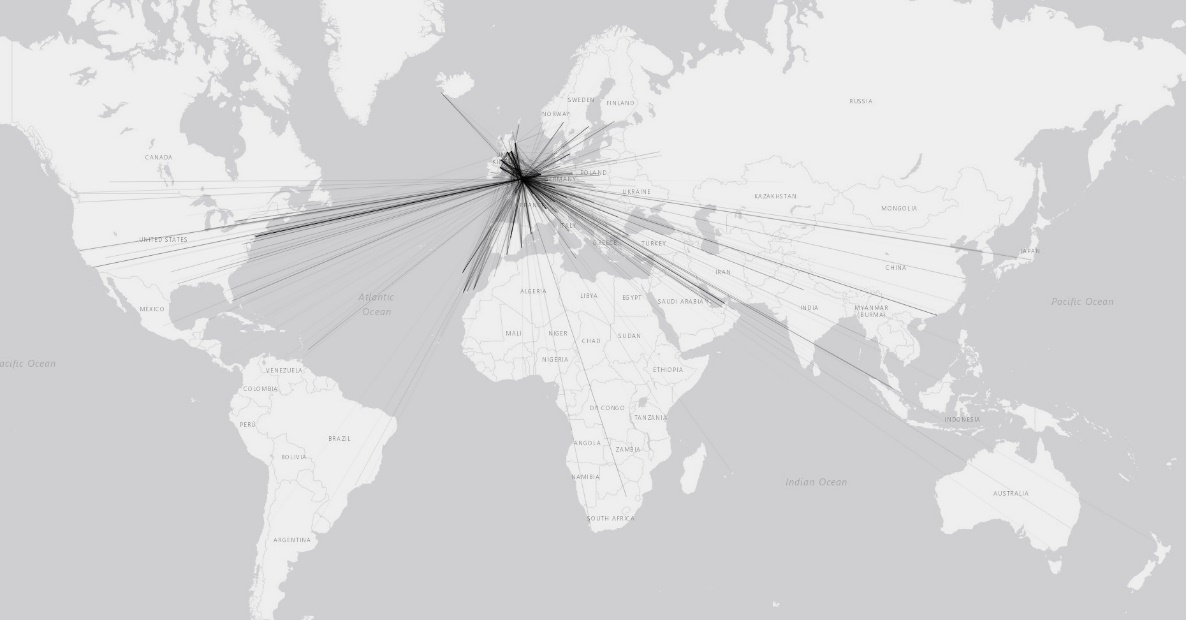 SWEDEN
FINLAND
RUSSIA
NORWAY
CANADA
POLAND
UKRAINE
KAZAKHSTAN
MONGOLIA
ITALY
UNITED STATES
GREECE
TURKEY
JAPAN
CHINA
IRAN
Atlantic
Ocean
ALGERIA
LIBYA
EGYPT
SAUDI ARABIA
Pacific Ocean
MEXICO
INDIA
MYANMAR
(BURMA)
MALI
NIGER
CHAD
SUDAN
NIGERIA
acific Ocean
VENEZUELA
ETHIOPIA
COLOMBIA
DR CONGO
TANZANIA
INDONESIA
PERU
BRAZIL
ANGOLA
ZAMBIA
BOLIVIA
NAMIBIA
Indian Ocean
AUSTRALIA
SOUTH AFRICA
ARGENTINA